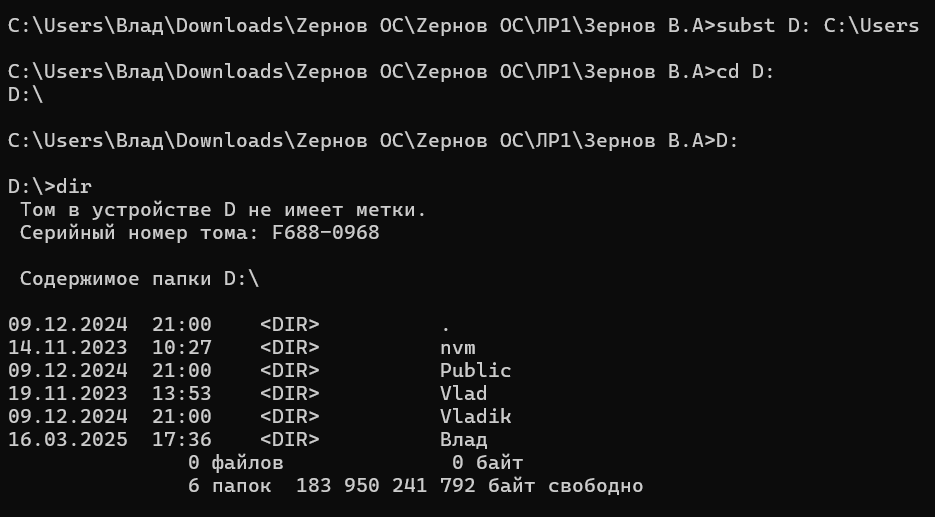 C:\Users\Влад\Downloads\Zернов ОС\Zернов ОС\ЛР1\Зернов В.А>subst D: C:\Users
C:\Users\Влад\Downloads\Zернов ОС\Zернов ОС\ЛР1\Зернов В.А>cd D:
D:\
C:\Users\Влад\Downloads\Zернов ОС\Zернов ОС\ЛР1\Зернов В.А>D:
D:\>dir
Том в устройстве D не имеет метки.
Серийный номер тома: F688-0968
Содержимое папки D:\
09.12.2024  21:00    <DIR>          .
14.11.2023  10:27    <DIR>          nvm
09.12.2024  21:00    <DIR>          Public
19.11.2023  13:53    <DIR>          Vlad
09.12.2024  21:00    <DIR>          Vladik
16.03.2025  17:36    <DIR>          Влад
0 файлов              0 байт
6 папок  183 950 241 792 байт свободно